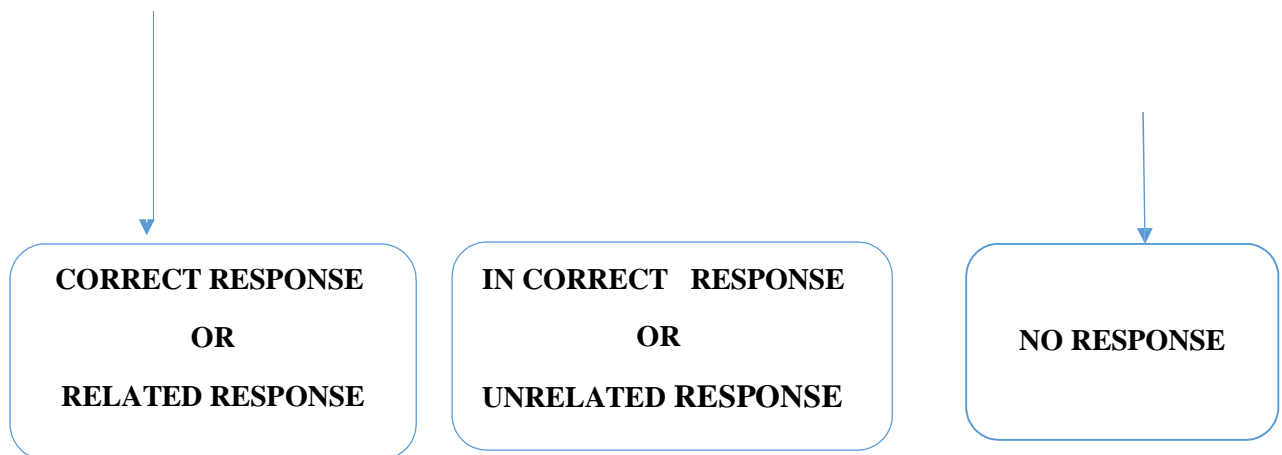 CORRECT RESPONSE
OR
RELATED RESPONSE
IN CORRECT RESPONSE
OR
UNRELATED RESPONSE
NO RESPONSE